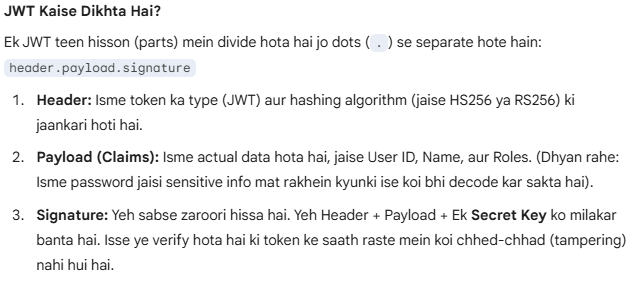 JWT Kaise Dikhta Hai?
Ek JWT teen hisson (parts) mein divide hota hai jo dots ( . ) se separate hote hain:
header.payload.signature
1. Header: Isme token ka type (JWT) aur hashing algorithm (jaise HS256 ya RS256) ki
jaankari hoti hai.
2. Payload (Claims): Isme actual data hota hai, jaise User ID, Name, aur Roles. (Dhyan rahe:
Isme password jaisi sensitive info mat rakhein kyunki ise koi bhi decode kar sakta hai).
3. Signature: Yeh sabse zaroori hissa hai. Yeh Header + Payload + Ek Secret Key ko milakar
banta hai. Isse ye verify hota hai ki token ke saath raste mein koi chhed-chhad (tampering)
nahi hui hai.